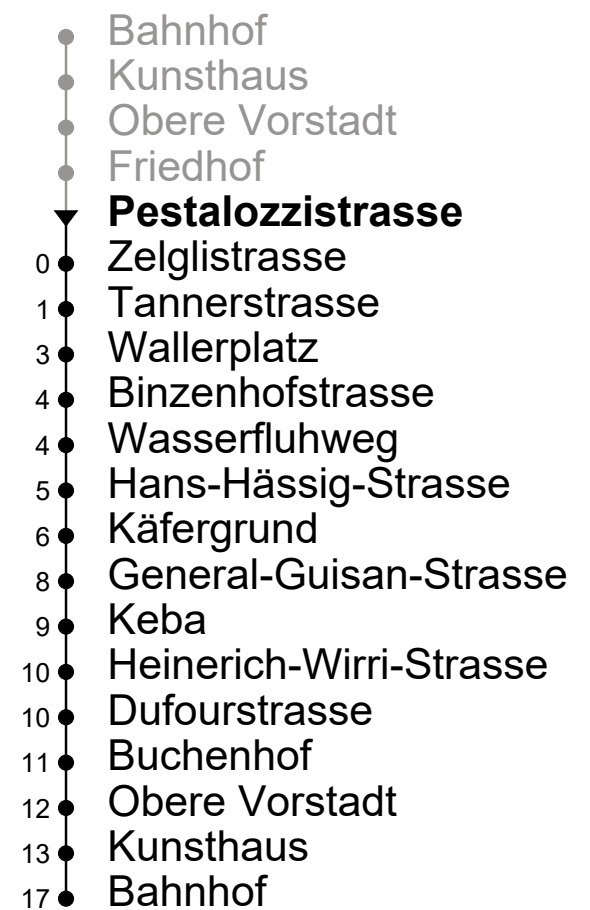 Bahnhof
Kunsthaus
Obere Vorstadt
Friedhof
Pestalozzistrasse
0 Zelglistrasse
1 Tannerstrasse
3 Wallerplatz
4 Binzenhofstrasse
4 Wasserfluhweg
5 Hans-Hässig-Strasse
6 Käfergrund
8 General-Guisan-Strasse
9 Keba
10 Heinerich-Wirri-Strasse
10 Dufourstrasse
11 Buchenhof
12 Obere Vorstadt
13 Kunsthaus
17 Bahnhof